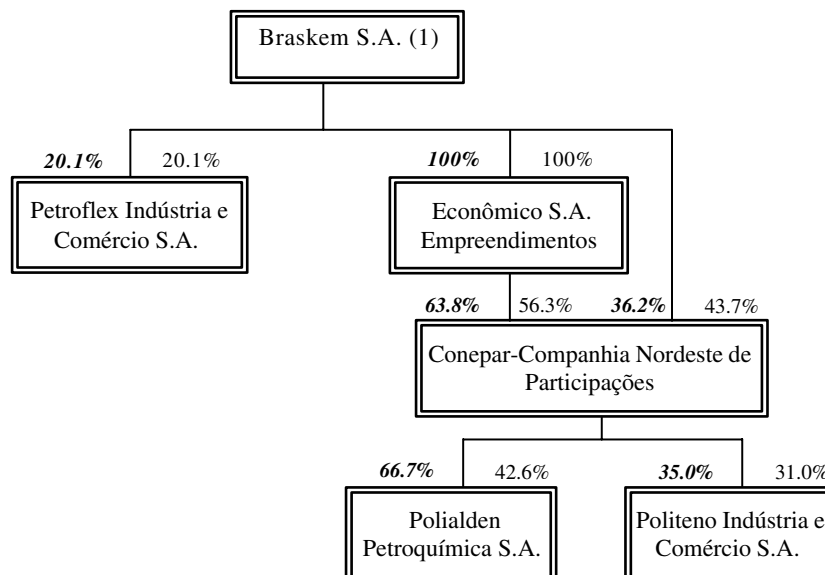 Braskem S.A. (1)
20.1% 20.1%
100% 100%
Petroflex Indústria e
Comércio S.A.
Econômico S.A.
Empreendimentos
63.8% 56.3% 36.2% 43.7%
Conepar-Companhia Nordeste de
Participações
66.7% 42.6%
35.0% 31.0%
Polialden
Petroquímica S.A.
Politeno Indústria e
Comércio S.A.